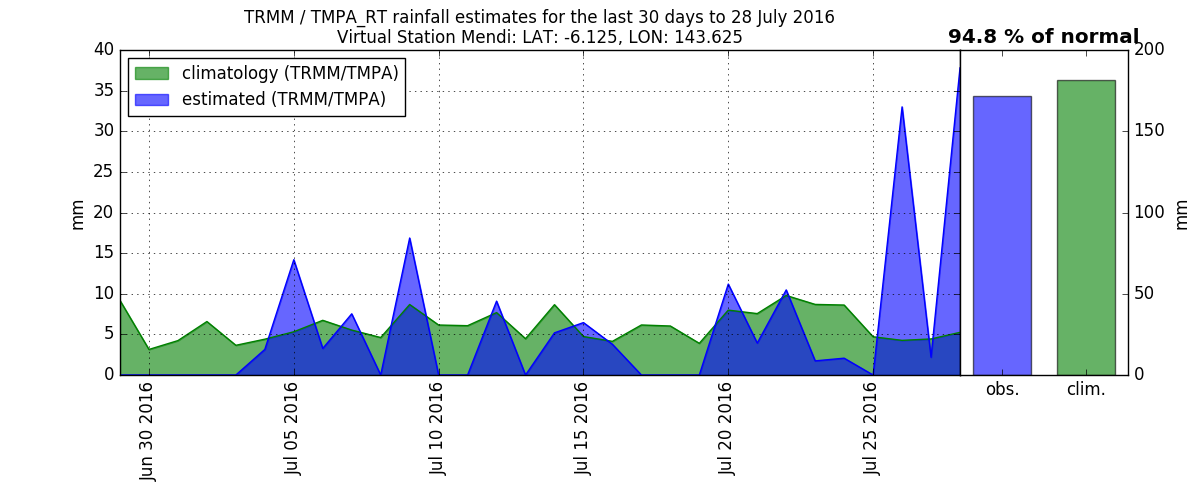 TRMM / TMPA_RT rainfall estimates for the last 30 days to 28 July 2016
Virtual Station Mendi: LAT: -6.125, LON: 143.625
94.8 % of normal
climatology (TRMM/TMPA)
estimated (TRMM/TMPA)
40
35
30
25
20
15
10
5
0
mm
200
150
100
50
0
mm
Jun 30 2016
Jul 05 2016
Jul 10 2016
Jul 15 2016
Jul 20 2016
Jul 25 2016
obs.
clim.